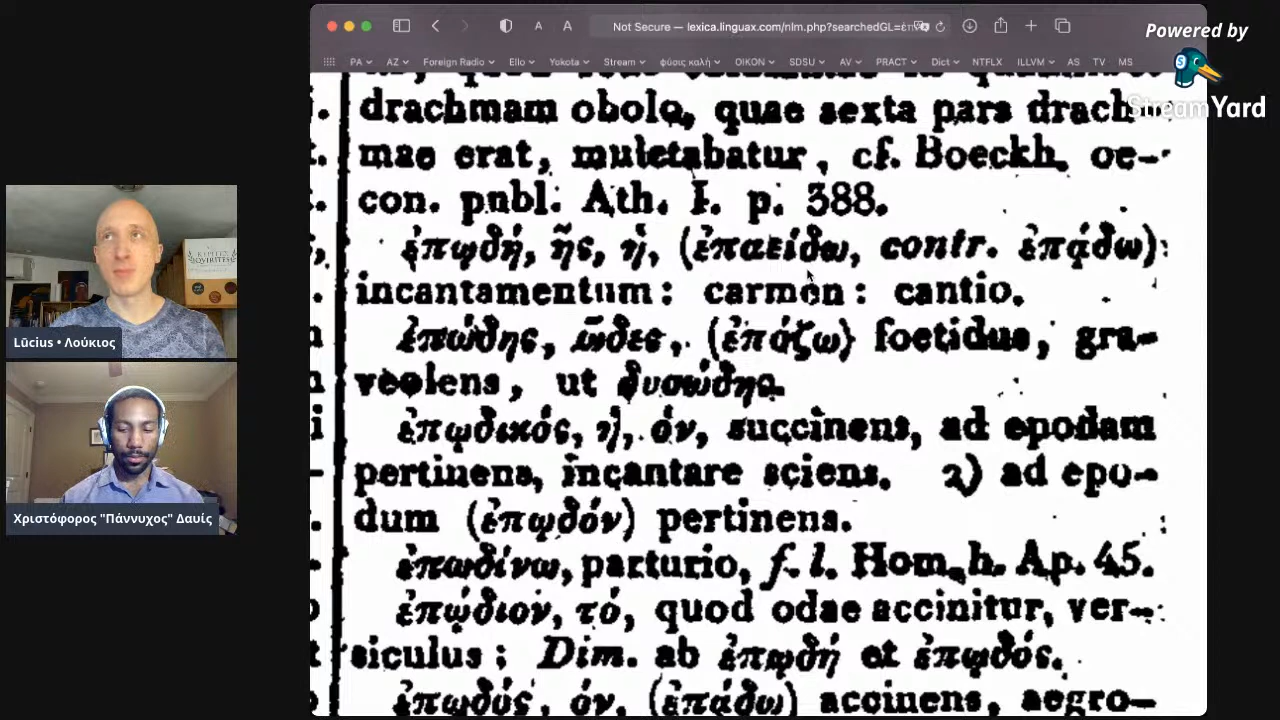 Not Secure — lexica.linguax.com/nlm.php?searchedGL=
PA AZ Foreign Radio Ello Yokota Stream φύσις καλή OIKON SDSU AV PRACT Dict NTFLX ILLVM AS TV MS
Powered by
StreamYard
drachmam obolo, quae sexta pars drach-
mae erat, muletabatur, cf. Boeckh. oe-
con. publ. Ath. I. p. 388.
ἐπῳδή, ῆς, ἡ, (ἐπαείδω, contr. ἐπᾴδω):
incantamentum: carmen: cantio.
ἐπώδης, ῶδες, (ἐπόζω) foetidus, gra-
veolens, ut δυσώδης.
ἐπῳδικός, ή, όν, succinens, ad epodam
pertinens, incantare sciens. 2) ad epo-
dum (ἐπῳδόν) pertinens.
ἐπωδίνω, parturio, f. l. Hom. h. Ap. 45.
ἐπῴδιον, τό, quod odae accinitur, ver-
siculus; Dim. ab ἐπῳδή et ἐπῳδός.
ἐπῳδός, όν, (ἐπᾴδω) accinens, aegro-
Lūcius • Λούκιος
Χριστόφορος "Πάννυχος" Δαυίς